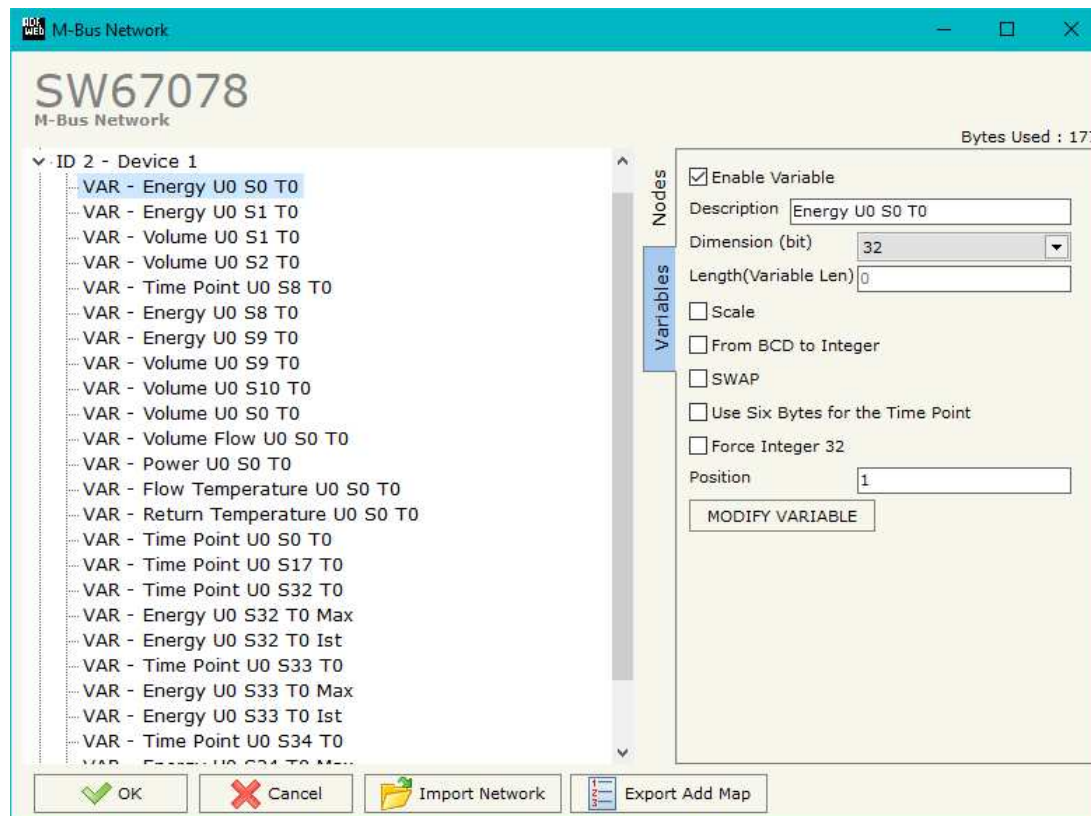 ADF
WEB M-Bus Network
SW67078
M-Bus Network
Bytes Used : 17
ID 2 - Device 1
VAR - Energy U0 S0 T0
VAR - Energy U0 S1 T0
VAR - Volume U0 S1 T0
VAR - Volume U0 S2 T0
VAR - Time Point U0 S8 T0
VAR - Energy U0 S8 T0
VAR - Energy U0 S9 T0
VAR - Volume U0 S9 T0
VAR - Volume U0 S10 T0
VAR - Volume U0 S0 T0
VAR - Volume Flow U0 S0 T0
VAR - Power U0 S0 T0
VAR - Flow Temperature U0 S0 T0
VAR - Return Temperature U0 S0 T0
VAR - Time Point U0 S0 T0
VAR - Time Point U0 S17 T0
VAR - Time Point U0 S32 T0
VAR - Energy U0 S32 T0 Max
VAR - Energy U0 S32 T0 Ist
VAR - Time Point U0 S33 T0
VAR - Energy U0 S33 T0 Max
VAR - Energy U0 S33 T0 Ist
VAR - Time Point U0 S34 T0
VAR - Energy U0 S34 T0 Max
Nodes
Variables
Enable Variable
Description Energy U0 S0 T0
Dimension (bit) 32
Length(Variable Len) 0
Scale
From BCD to Integer
SWAP
Use Six Bytes for the Time Point
Force Integer 32
Position 1
MODIFY VARIABLE
OK Cancel Import Network Export Add Map